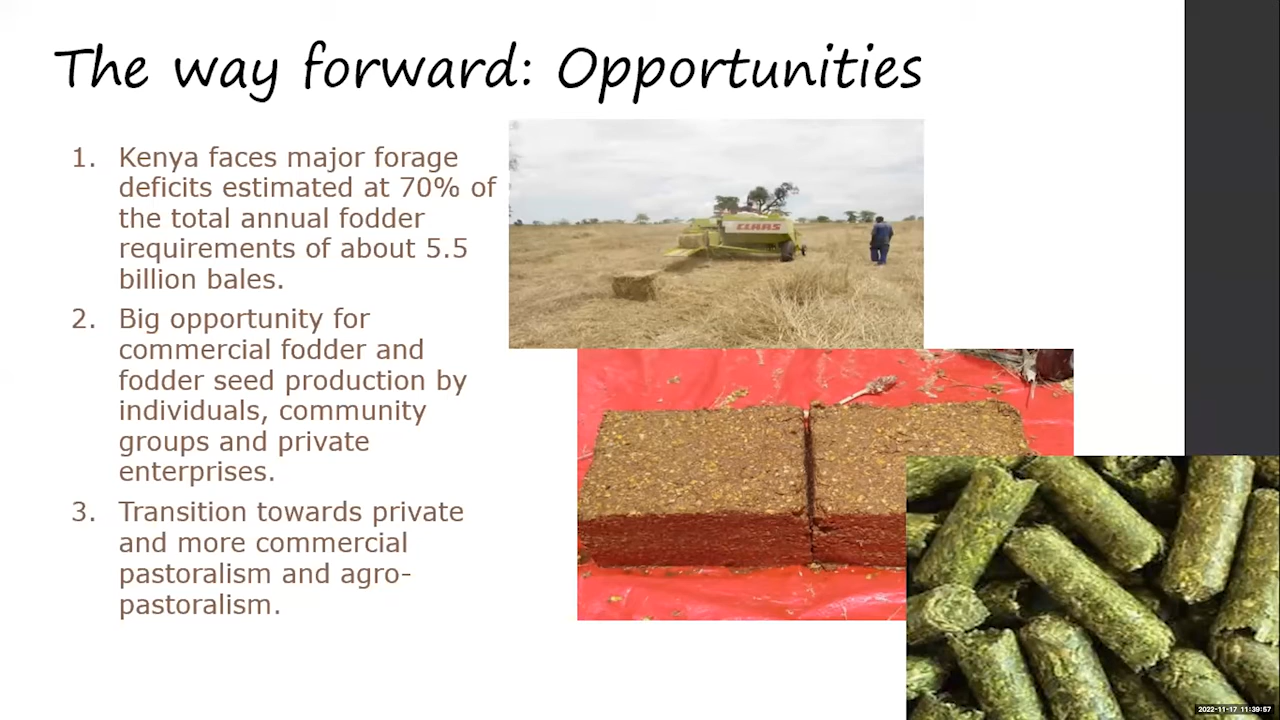 The way forward: Opportunities
1. Kenya faces major forage
deficits estimated at 70% of
the total annual fodder
requirements of about 5.5
billion bales.
2. Big opportunity for
commercial fodder and
fodder seed production by
individuals, community
groups and private
enterprises.
3. Transition towards private
and more commercial
pastoralism and agro-
pastoralism.
CLAAS
2022-11-17 11:39:57